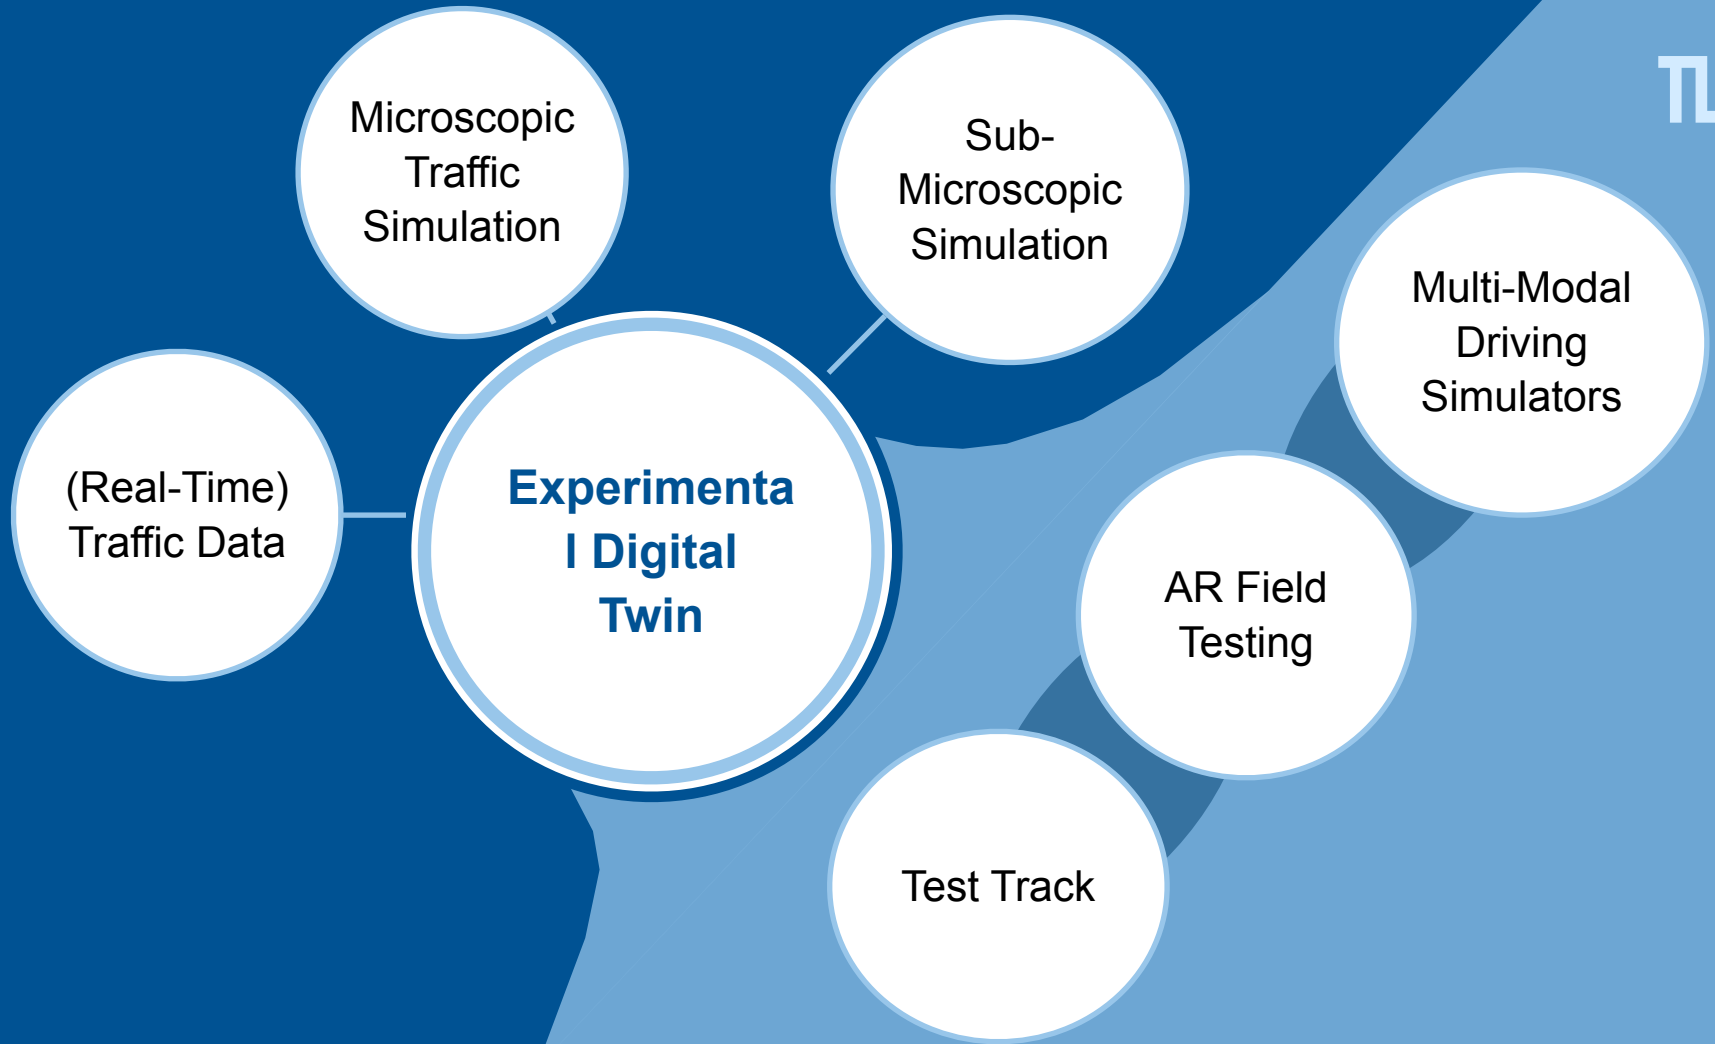 Microscopic
Traffic
Simulation
Sub-
Microscopic
Simulation
Multi-Modal
Driving
Simulators
(Real-Time)
Traffic Data
Experimenta
l Digital
Twin
AR Field
Testing
Test Track